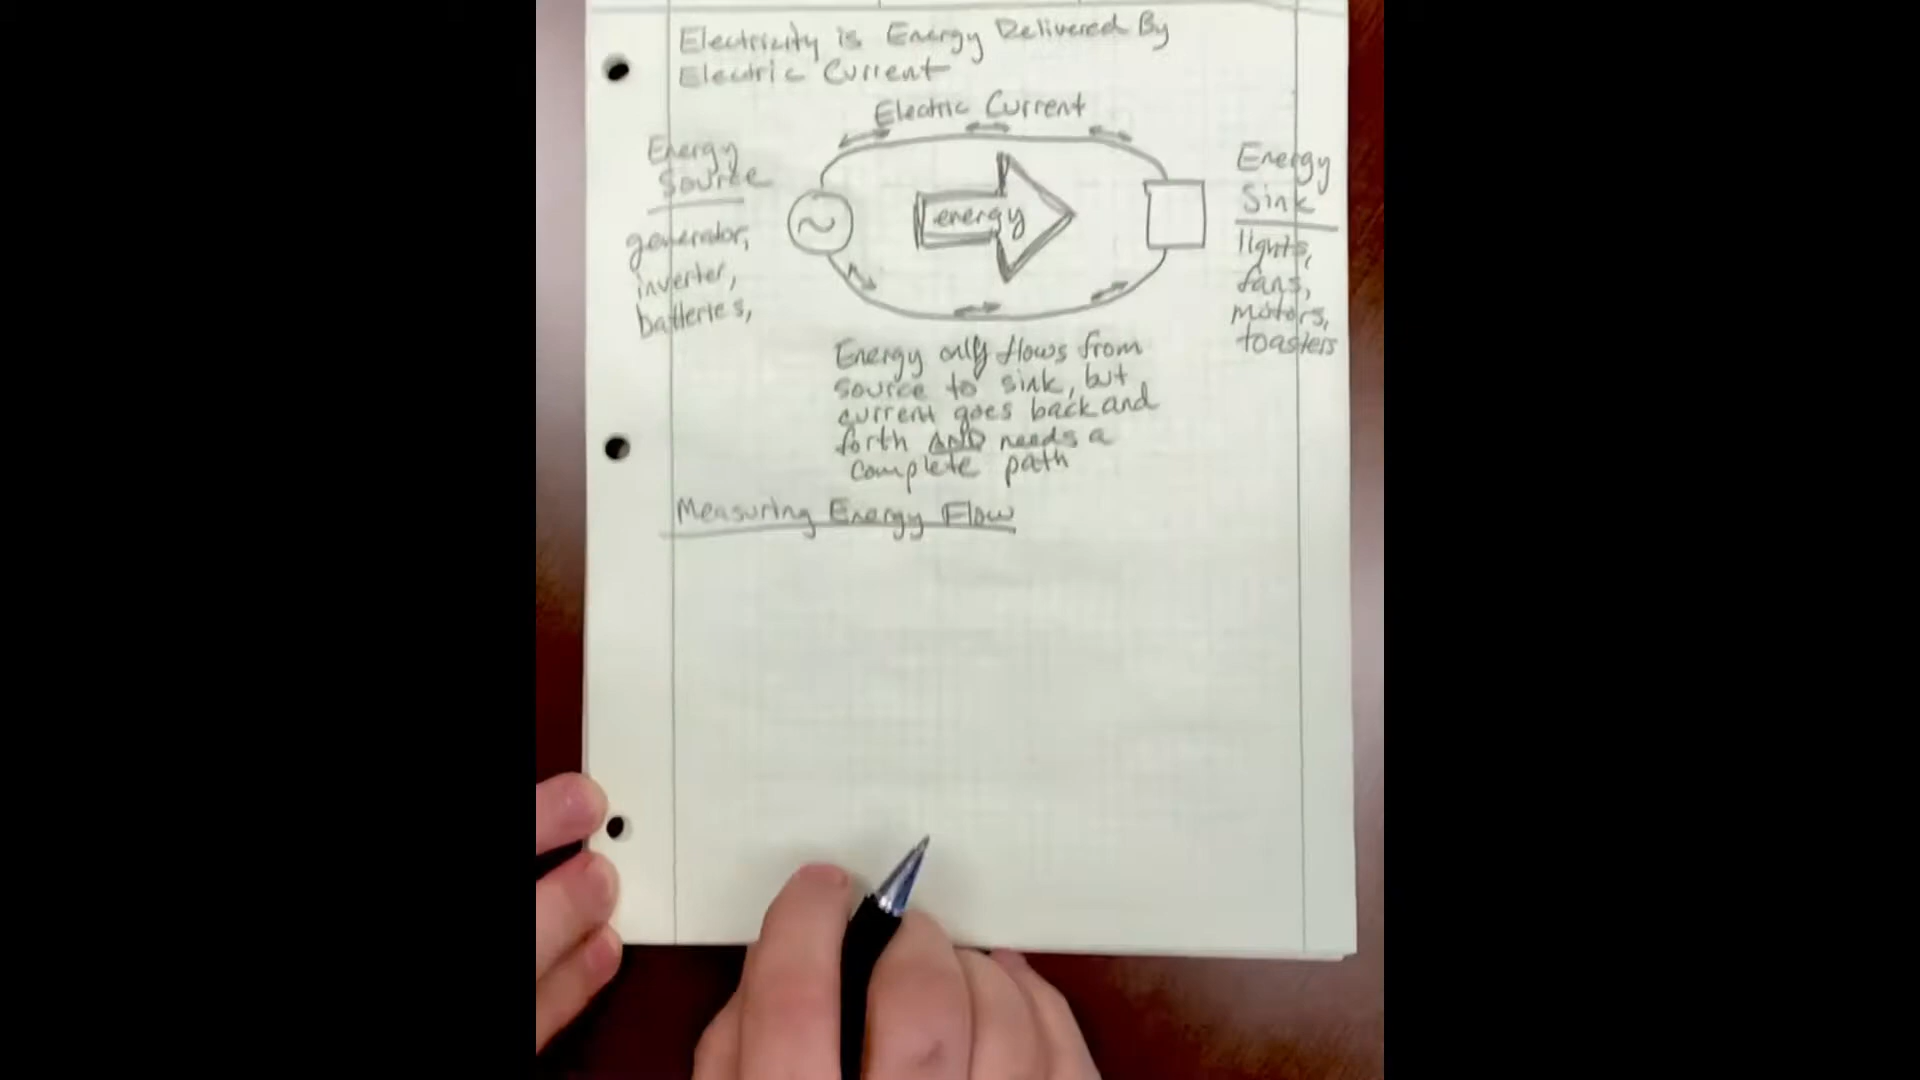 Electricity is Energy Delivered By
Electric Current
Electric Current
Energy
Source
generator,
inverter,
batteries,
energy
Energy
Sink
lights,
fans,
motors,
toasters
Energy only flows from
source to sink, but
current goes back and
forth AND needs a
complete path
Measuring Energy Flow